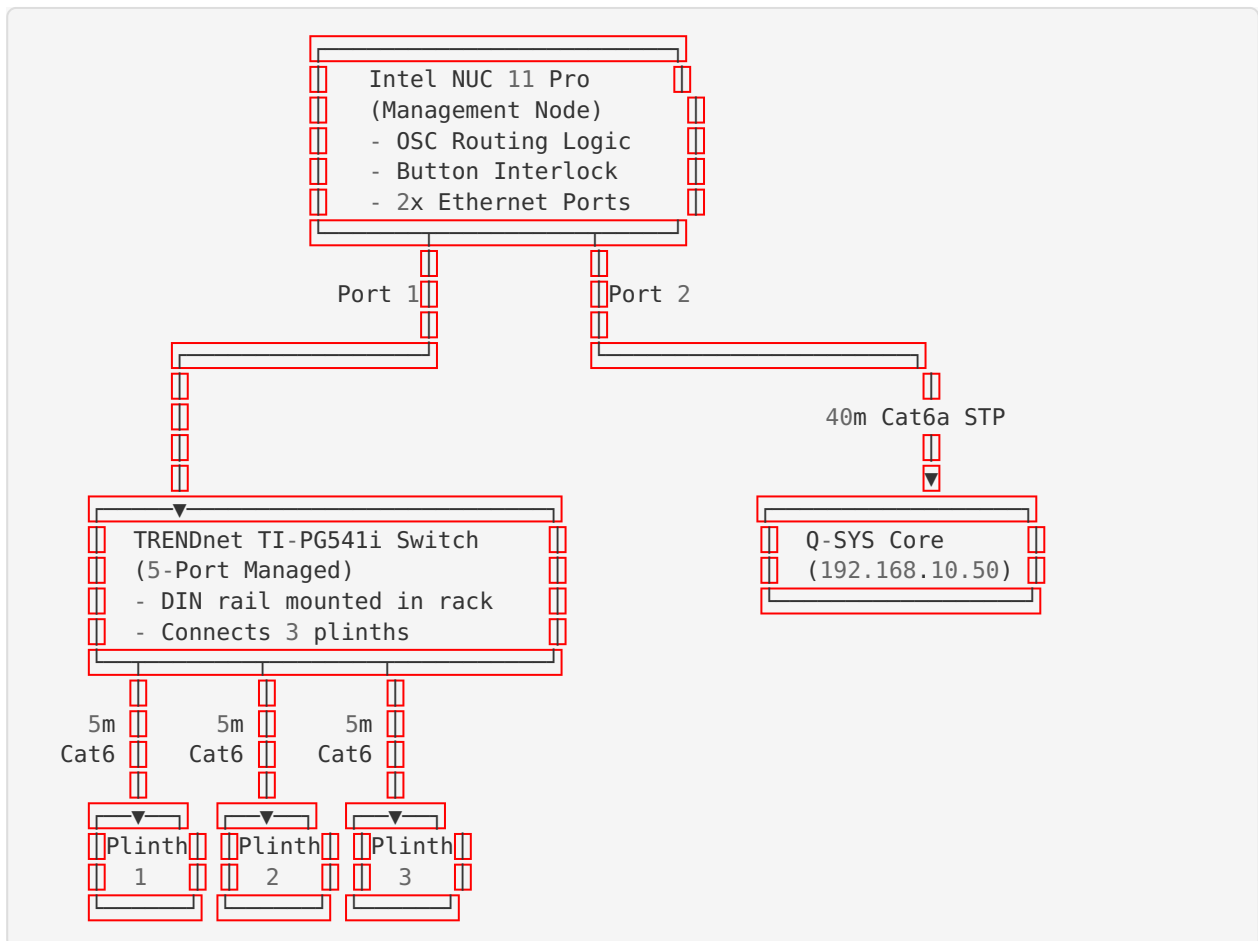 Intel NUC 11 Pro
(Management Node)
- OSC Routing Logic
- Button Interlock
- 2x Ethernet Ports
Port 1 Port 2
40m Cat6a STP
TRENDnet TI-PG541i Switch
(5-Port Managed)
- DIN rail mounted in rack
- Connects 3 plinths
Q-SYS Core
(192.168.10.50)
5m 5m 5m
Cat6 Cat6 Cat6
Plinth Plinth Plinth
1 2 3